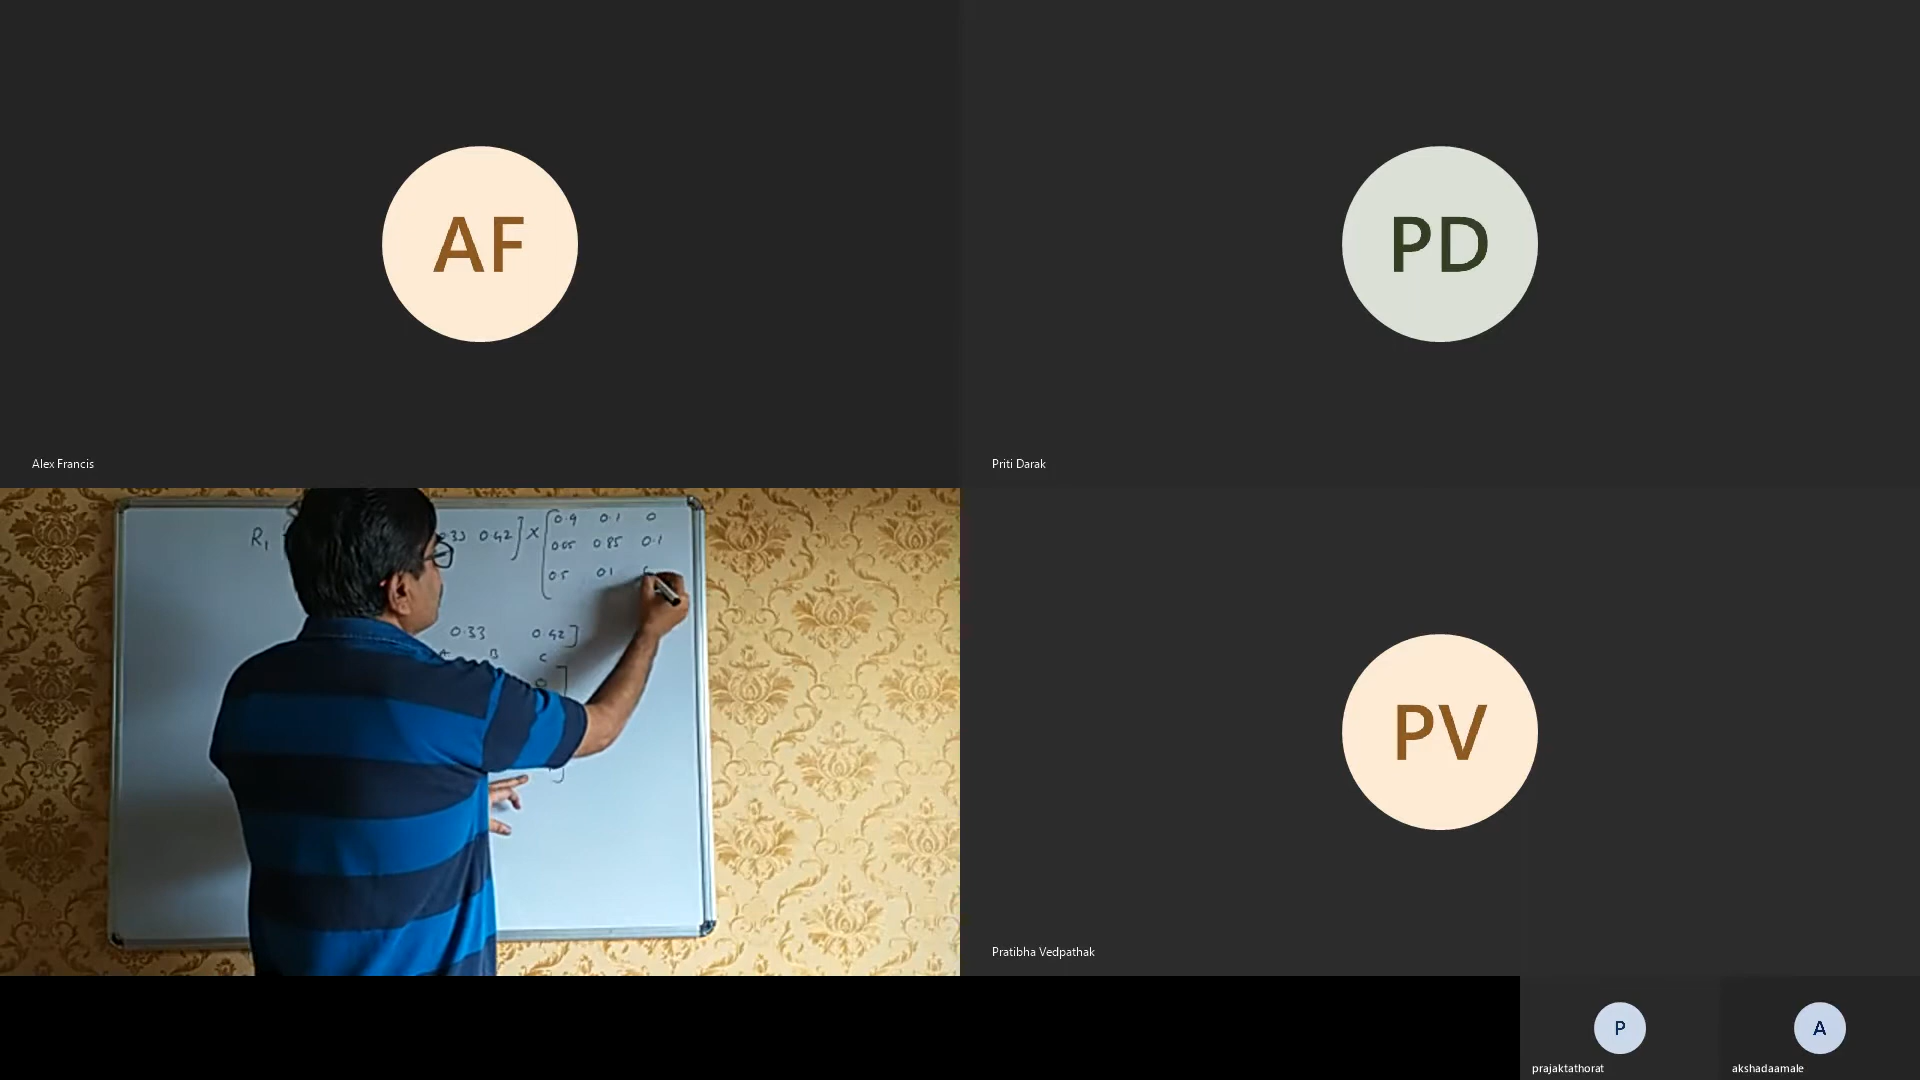 AF
Alex Francis
PD
Priti Darak
R1 0.42] × [0.9 0.1 0
0.05 0.85 0.1
0.5 0.1
0.33 0.42]
A B C
0
PV
Pratibha Vedpathak
P
prajaktathorat
A
akshadaamale